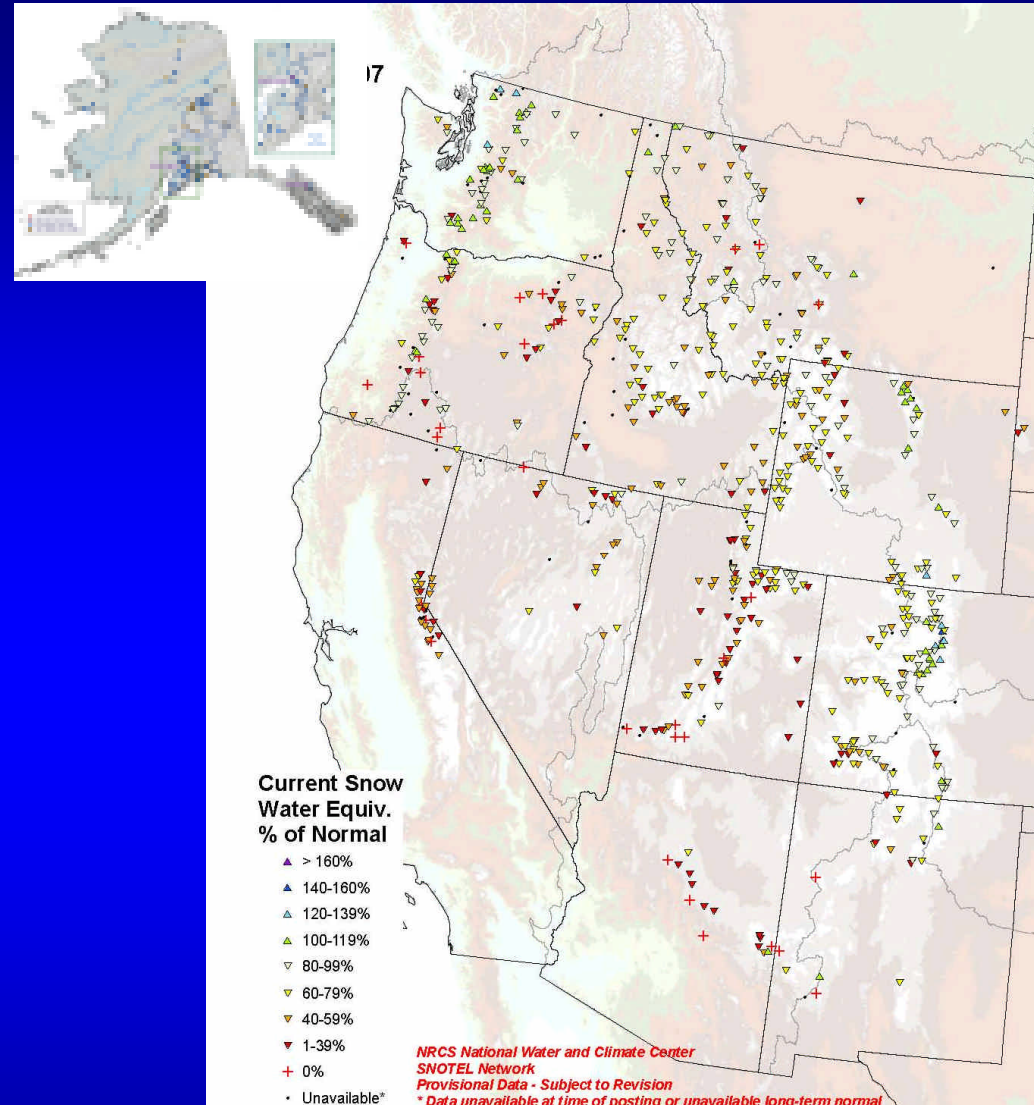 07
Current Snow
Water Equiv.
% of Normal
> 160%
140-160%
120-139%
100-119%
80-99%
60-79%
40-59%
1-39%
0%
Unavailable*
NRCS National Water and Climate Center
SNOTEL Network
Provisional Data - Subject to Revision
* Data unavailable at time of posting or unavailable long-term normal